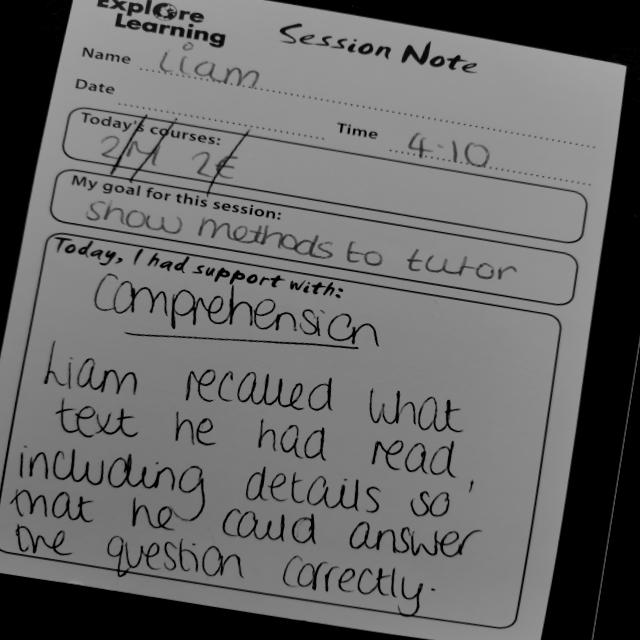 Explore
Learning
Session Note
Name Liam
Date
Time 4.10
Today's courses:
2M 2E
My goal for this session:
show methods to tutor
Today, I had support with:
Comprehension
Liam recalled what
text he had read,
including details so
that he could answer
the question correctly.